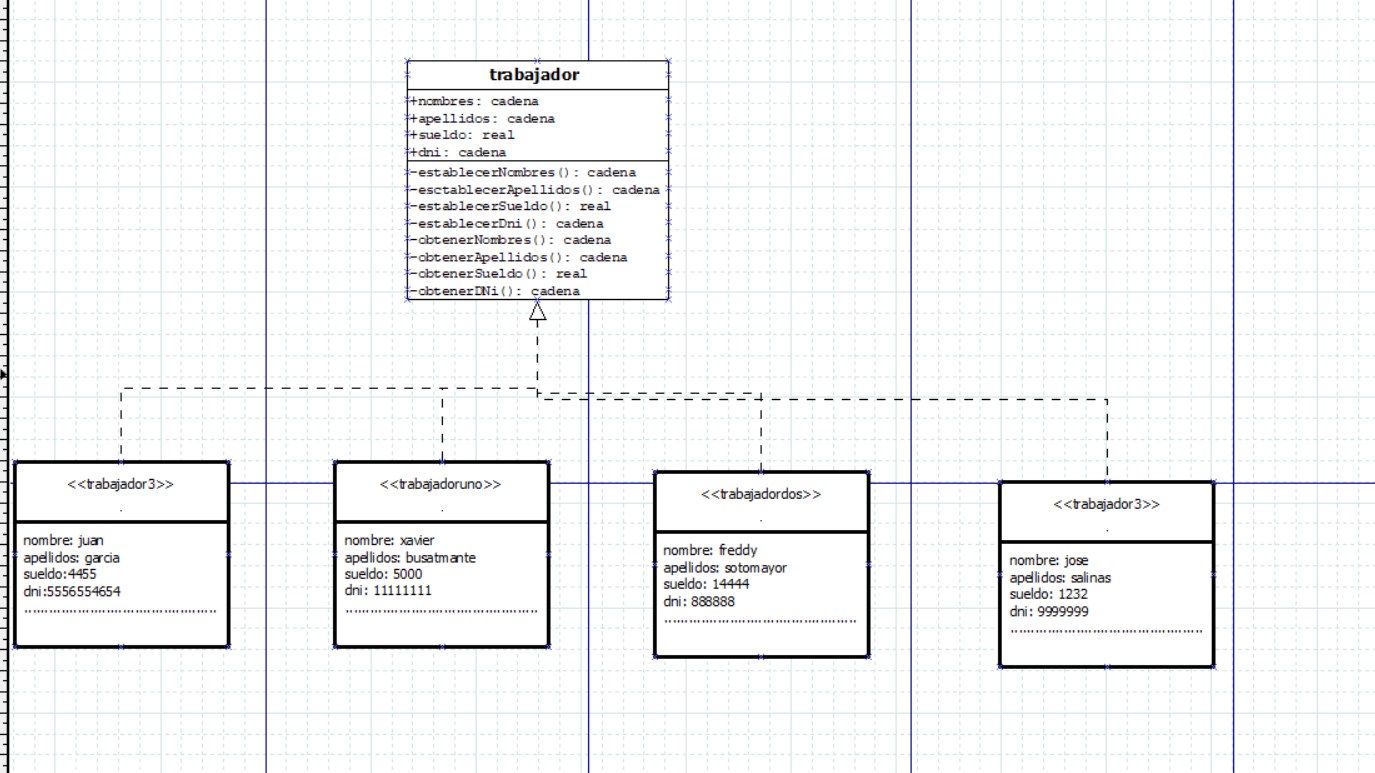 trabajador
+nombres: cadena
+apellidos: cadena
+sueldo: real
+dni: cadena
-establecerNombres(): cadena
-esctablecerApellidos(): cadena
-establecerSueldo(): real
-establecerDni(): cadena
-obtenerNombres(): cadena
-obtenerApellidos(): cadena
-obtenerSueldo(): real
-obtenerDNi(): cadena
<<trabajador3>>
.
nombre: juan
apellidos: garcia
sueldo:4455
dni:5556554654
<<trabajadoruno>>
.
nombre: xavier
apellidos: busatmante
sueldo: 5000
dni: 11111111
<<trabajadordos>>
.
nombre: freddy
apellidos: sotomayor
sueldo: 14444
dni: 888888
<<trabajador3>>
.
nombre: jose
apellidos: salinas
sueldo: 1232
dni: 9999999